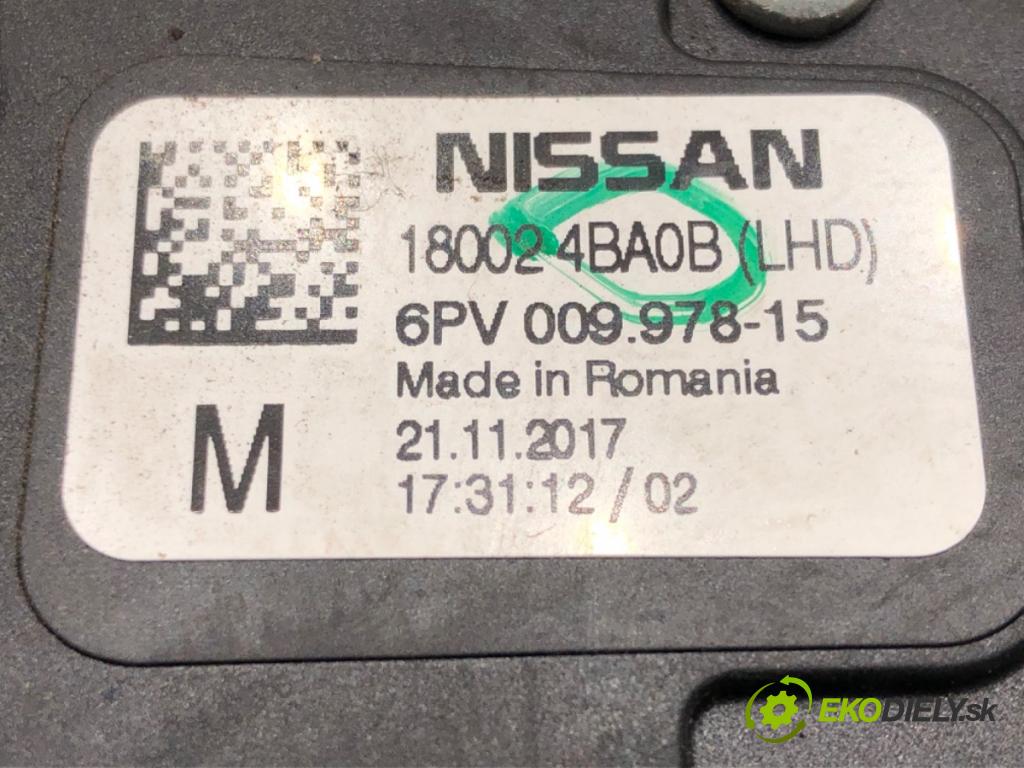 NISSAN
18002 4BA0B (LHD)
6PV 009.978-15
Made in Romania
21.11.2017
17:31:12 / 02
M
EKODIELY.sk